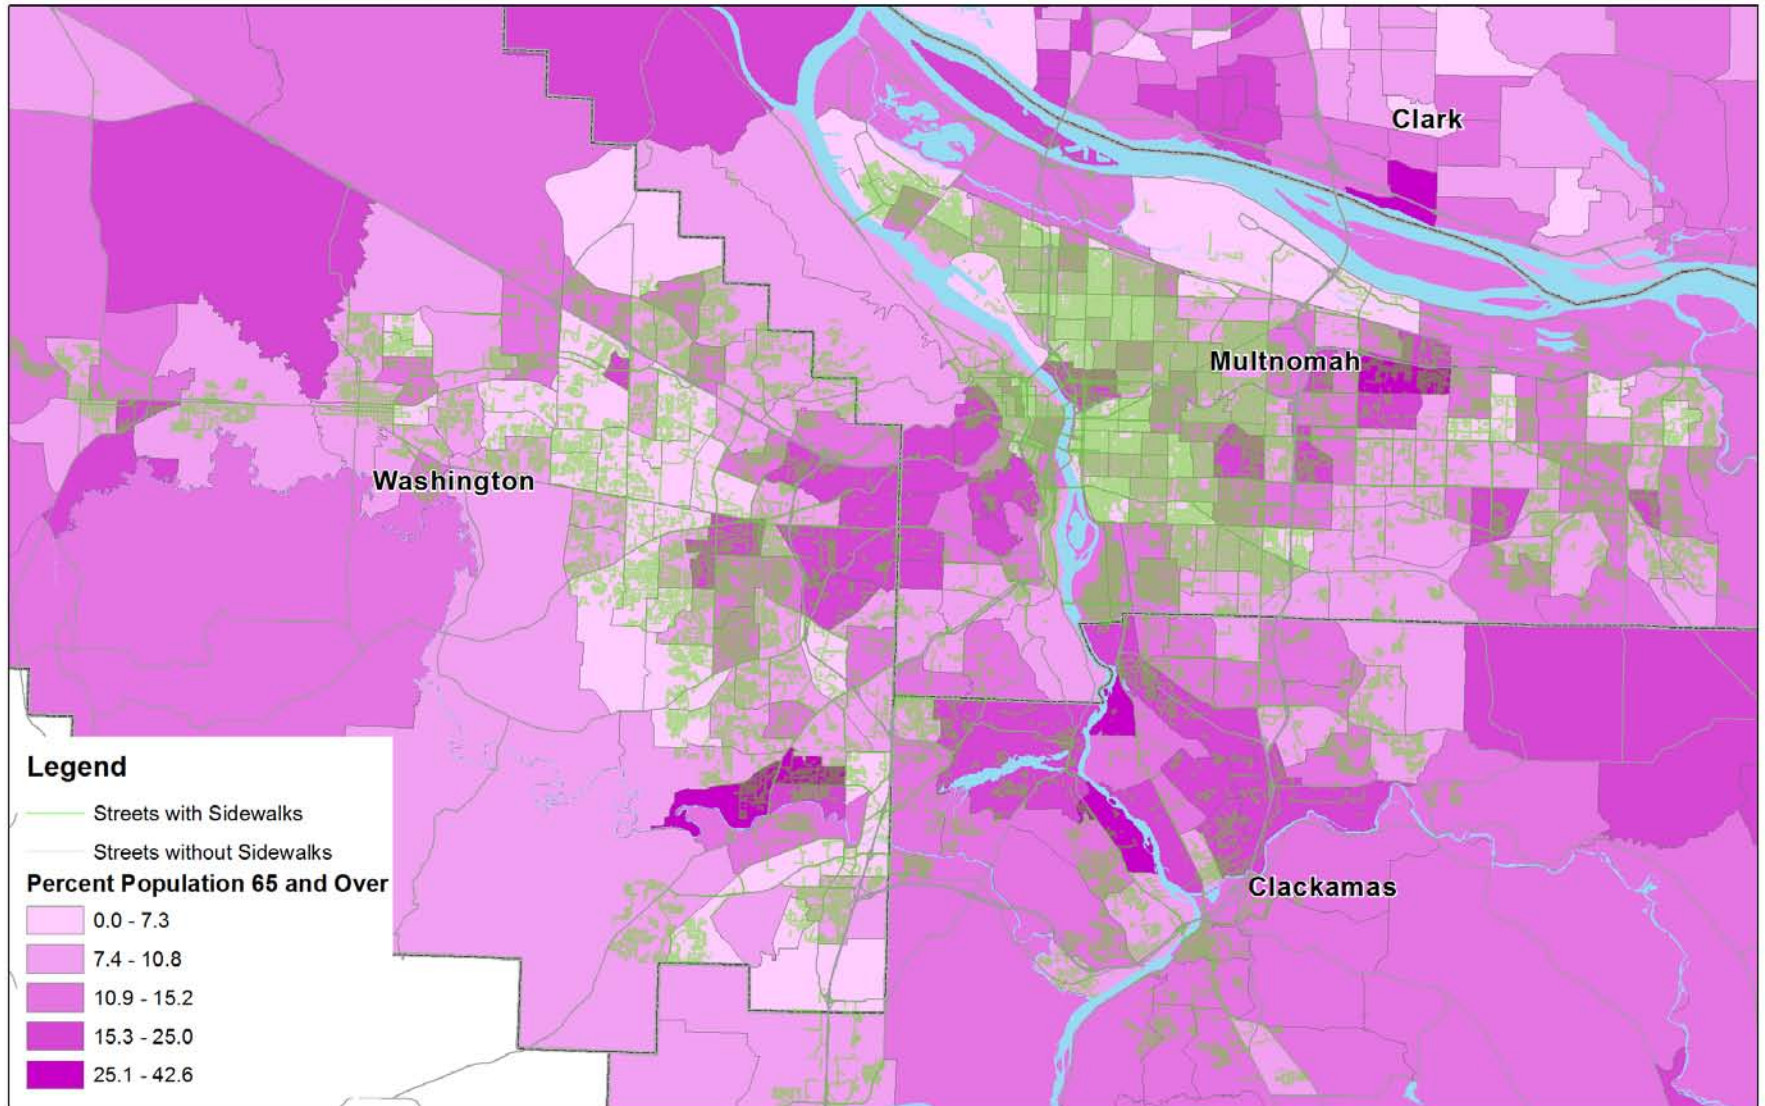 Clark
Multnomah
Washington
Clackamas
Legend
Streets with Sidewalks
Streets without Sidewalks
Percent Population 65 and Over
0.0 - 7.3
7.4 - 10.8
10.9 - 15.2
15.3 - 25.0
25.1 - 42.6